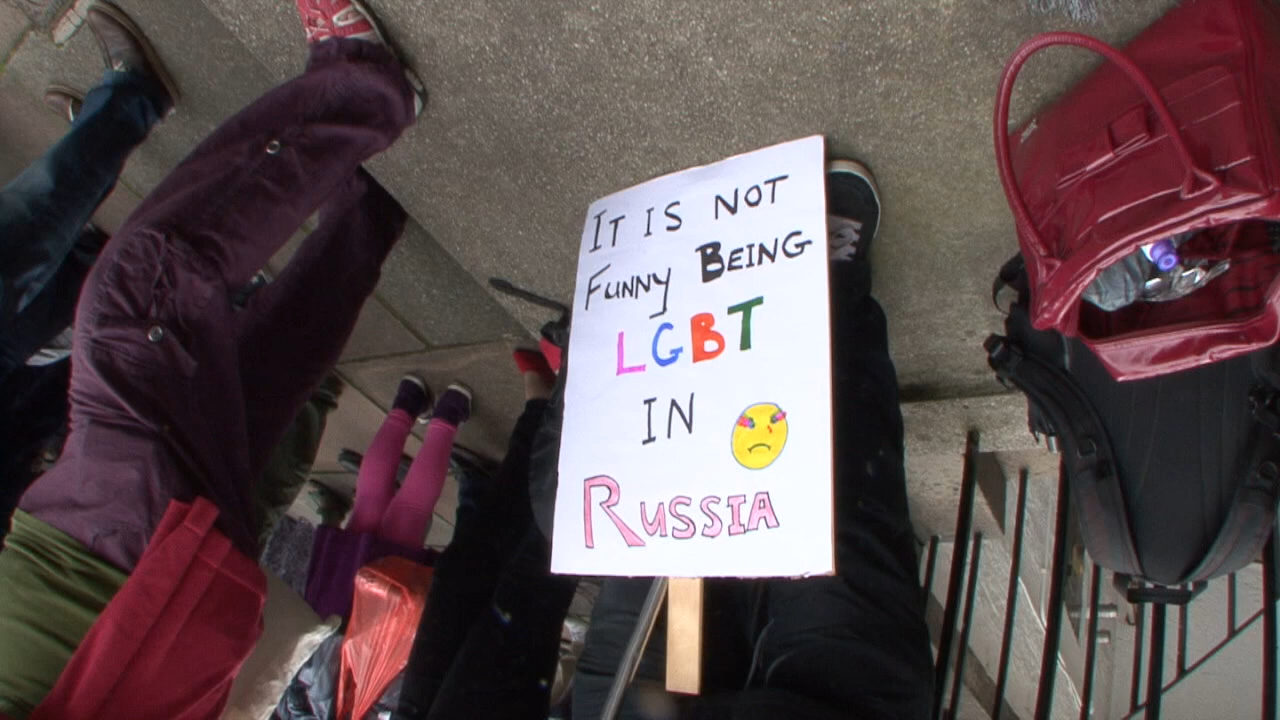 It is not
Funny Being
LGBT
in
Russia